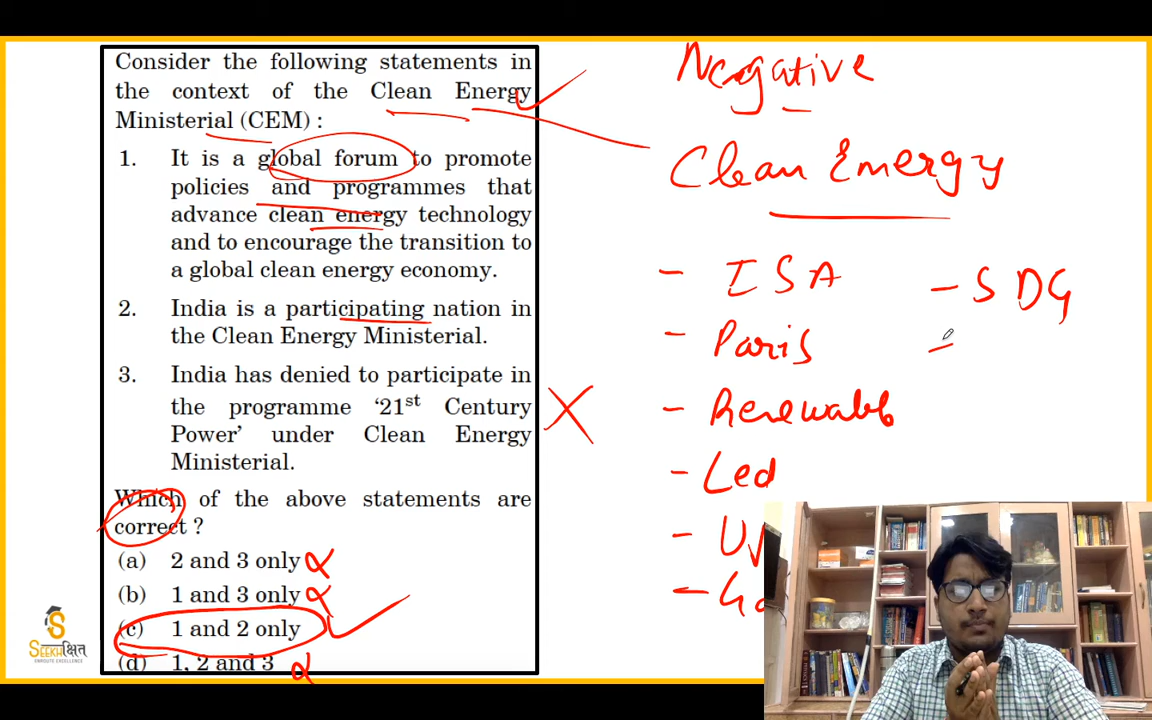 Consider the following statements in
the context of the Clean Energy
Ministerial (CEM) :
1. It is a global forum to promote
policies and programmes that
advance clean energy technology
and to encourage the transition to
a global clean energy economy.
2. India is a participating nation in
the Clean Energy Ministerial.
3. India has denied to participate in
the programme ‘21st Century
Power’ under Clean Energy
Ministerial.
Which of the above statements are
correct ?
(a) 2 and 3 only
(b) 1 and 3 only
(c) 1 and 2 only
(d) 1, 2 and 3
Negative
Clean Energy
- ISA
- Paris
- Renewable
- Led
- SDG
SEEKHशित